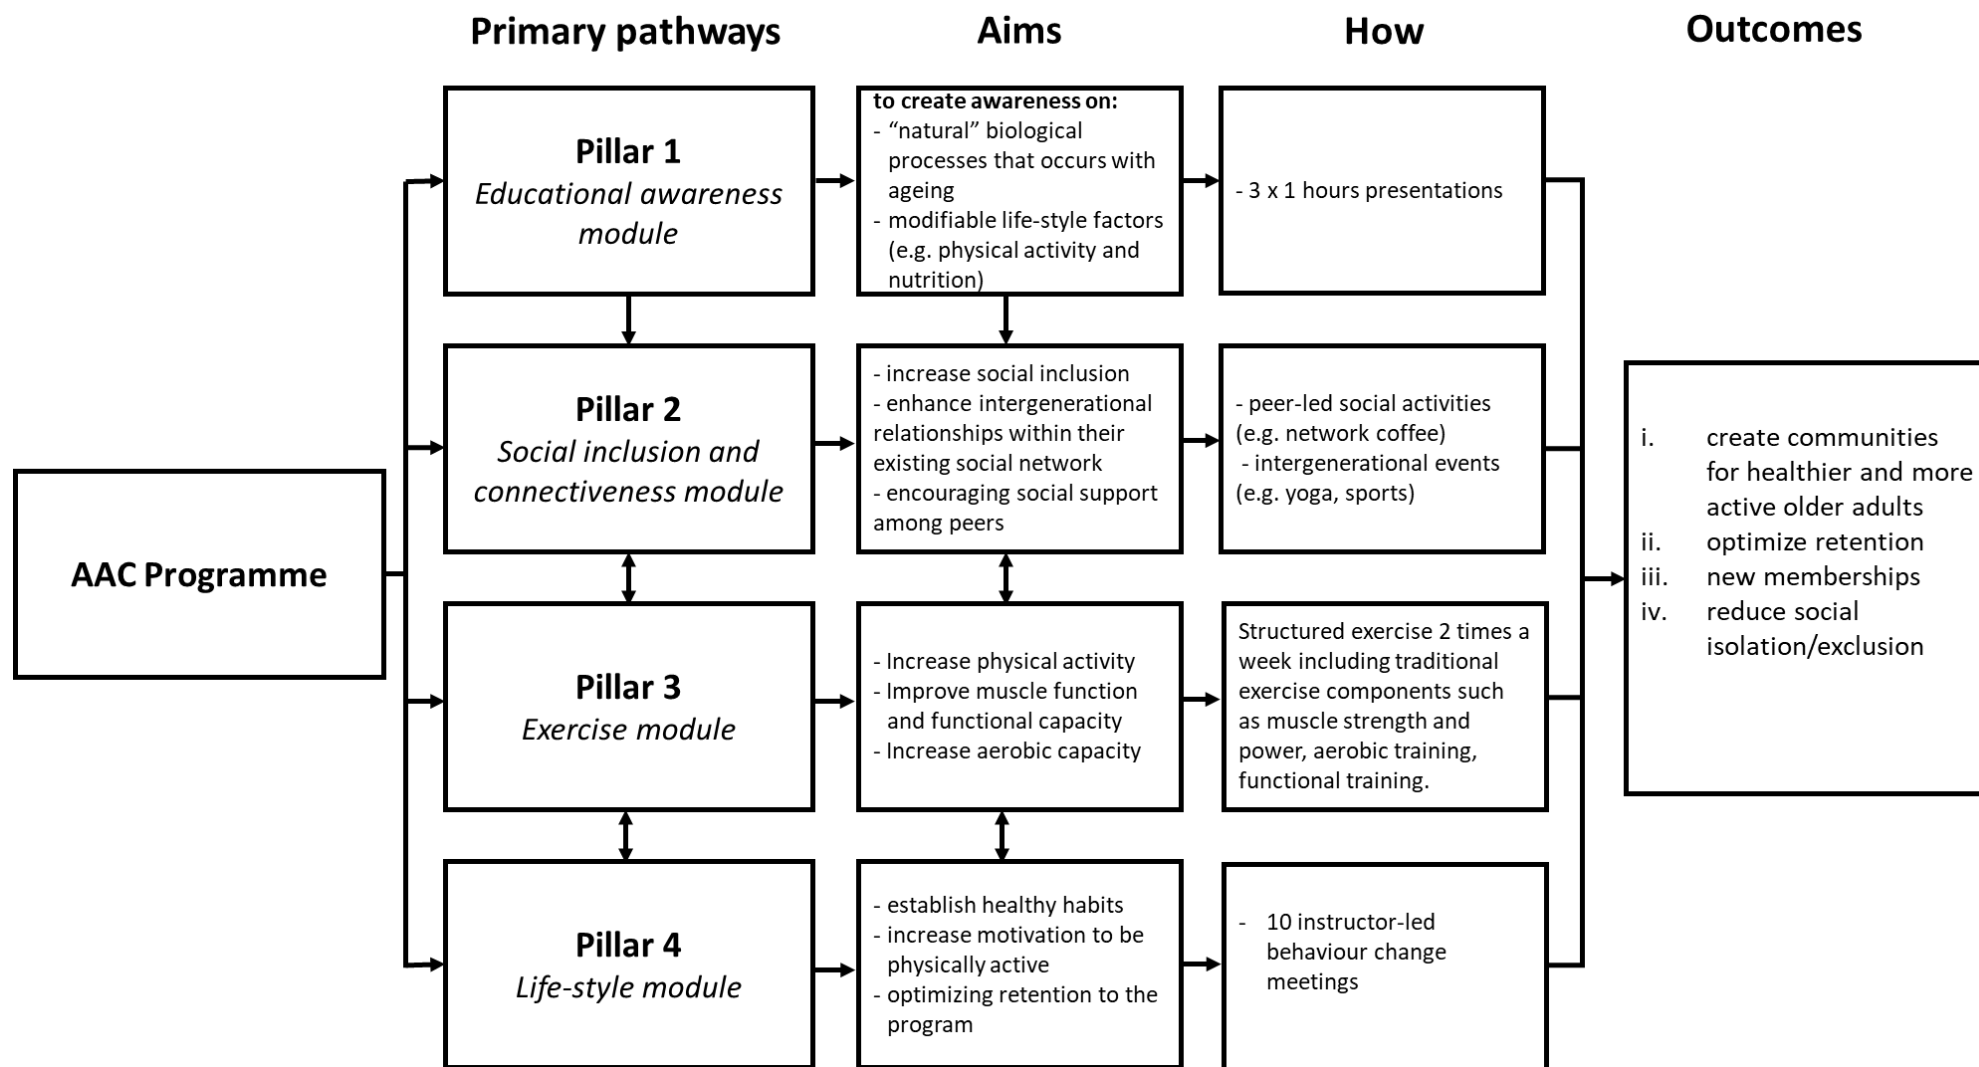 Primary pathways
Aims
How
Outcomes
Pillar 1
Educational awareness
module
to create awareness on:
- “natural” biological
processes that occurs with
ageing
- modifiable life-style factors
(e.g. physical activity and
nutrition)
- 3 x 1 hours presentations
Pillar 2
Social inclusion and
connectiveness module
- increase social inclusion
- enhance intergenerational
relationships within their
existing social network
- encouraging social support
among peers
- peer-led social activities
(e.g. network coffee)
- intergenerational events
(e.g. yoga, sports)
AAC Programme
Pillar 3
Exercise module
- Increase physical activity
- Improve muscle function
and functional capacity
- Increase aerobic capacity
Structured exercise 2 times a
week including traditional
exercise components such
as muscle strength and
power, aerobic training,
functional training.
Pillar 4
Life-style module
- establish healthy habits
- increase motivation to be
physically active
- optimizing retention to the
program
- 10 instructor-led
behaviour change
meetings
i. create communities
for healthier and more
active older adults
ii. optimize retention
iii. new memberships
iv. reduce social
isolation/exclusion